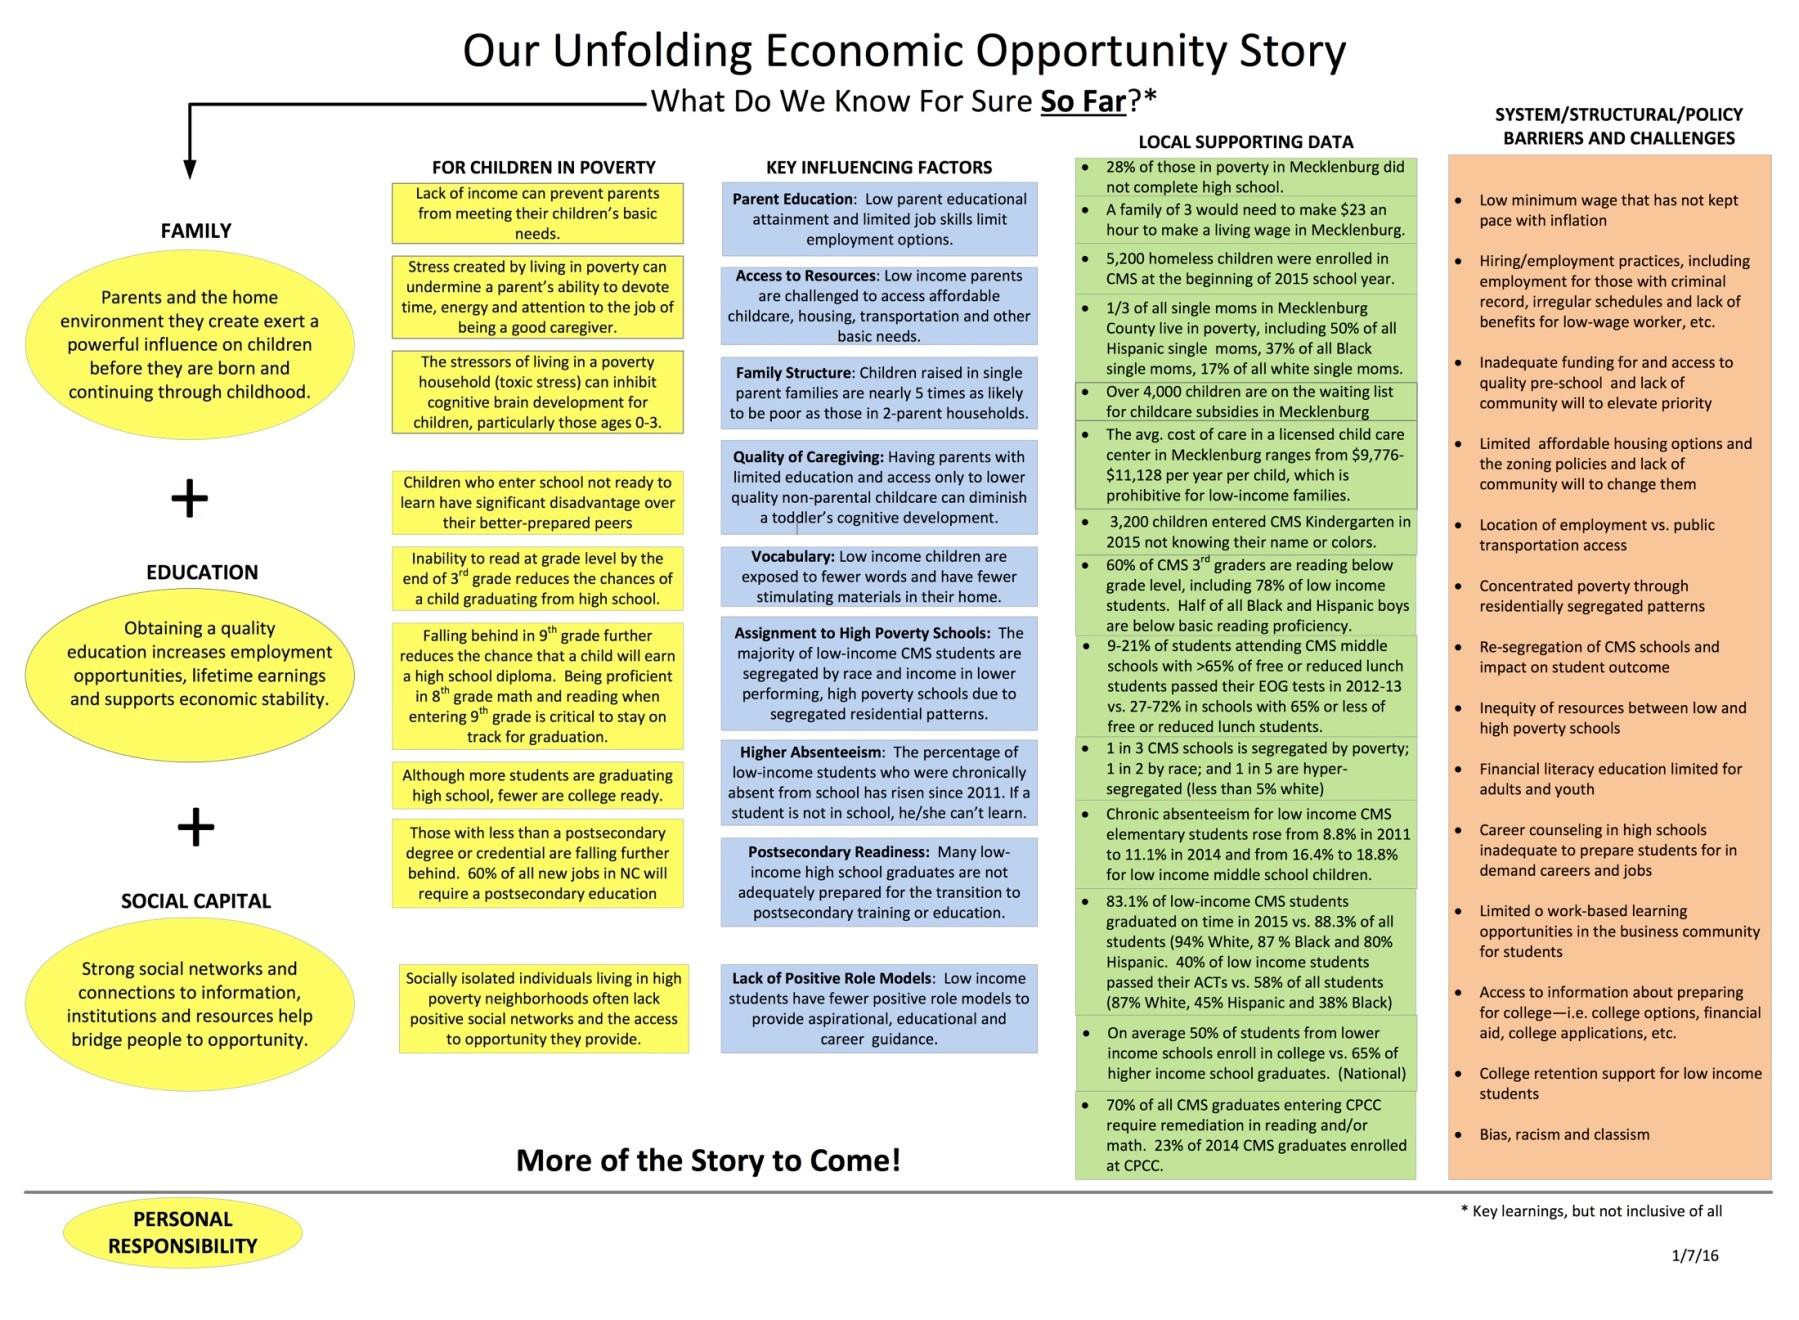 Our Unfolding Economic Opportunity Story
What Do We Know For Sure So Far?*
FAMILY
Parents and the home
environment they create exert a
powerful influence on children
before they are born and
continuing through childhood.
+
EDUCATION
Obtaining a quality
education increases employment
opportunities, lifetime earnings
and supports economic stability.
+
SOCIAL CAPITAL
Strong social networks and
connections to information,
institutions and resources help
bridge people to opportunity.
FOR CHILDREN IN POVERTY
Lack of income can prevent parents
from meeting their children’s basic
needs.
Stress created by living in poverty can
undermine a parent’s ability to devote
time, energy and attention to the job of
being a good caregiver.
The stressors of living in a poverty
household (toxic stress) can inhibit
cognitive brain development for
children, particularly those ages 0-3.
Children who enter school not ready to
learn have significant disadvantage over
their better-prepared peers
Inability to read at grade level by the
end of 3rd grade reduces the chances of
a child graduating from high school.
Falling behind in 9th grade further
reduces the chance that a child will earn
a high school diploma.  Being proficient
in 8th grade math and reading when
entering 9th grade is critical to stay on
track for graduation.
Although more students are graduating
high school, fewer are college ready.
Those with less than a postsecondary
degree or credential are falling further
behind.  60% of all new jobs in NC will
require a postsecondary education
Socially isolated individuals living in high
poverty neighborhoods often lack
positive social networks and the access
to opportunity they provide.
KEY INFLUENCING FACTORS
Parent Education:  Low parent educational
attainment and limited job skills limit
employment options.
Access to Resources: Low income parents
are challenged to access affordable
childcare, housing, transportation and other
basic needs.
Family Structure: Children raised in single
parent families are nearly 5 times as likely
to be poor as those in 2-parent households.
Quality of Caregiving: Having parents with
limited education and access only to lower
quality non-parental childcare can diminish
a toddler’s cognitive development.
Vocabulary: Low income children are
exposed to fewer words and have fewer
stimulating materials in their home.
Assignment to High Poverty Schools:  The
majority of low-income CMS students are
segregated by race and income in lower
performing, high poverty schools due to
segregated residential patterns.
Higher Absenteeism:  The percentage of
low-income students who were chronically
absent from school has risen since 2011. If a
student is not in school, he/she can’t learn.
Postsecondary Readiness:  Many low-
income high school graduates are not
adequately prepared for the transition to
postsecondary training or education.
Lack of Positive Role Models:  Low income
students have fewer positive role models to
provide aspirational, educational and
career  guidance.
LOCAL SUPPORTING DATA
• 28% of those in poverty in Mecklenburg did
not complete high school.
• A family of 3 would need to make $23 an
hour to make a living wage in Mecklenburg.
• 5,200 homeless children were enrolled in
CMS at the beginning of 2015 school year.
• 1/3 of all single moms in Mecklenburg
County live in poverty, including 50% of all
Hispanic single  moms, 37% of all Black
single moms, 17% of all white single moms.
• Over 4,000 children are on the waiting list
for childcare subsidies in Mecklenburg
• The avg. cost of care in a licensed child care
center in Mecklenburg ranges from $9,776-
$11,128 per year per child, which is
prohibitive for low-income families.
• 3,200 children entered CMS Kindergarten in
2015 not knowing their name or colors.
• 60% of CMS 3rd graders are reading below
grade level, including 78% of low income
students.  Half of all Black and Hispanic boys
are below basic reading proficiency.
• 9-21% of students attending CMS middle
schools with >65% of free or reduced lunch
students passed their EOG tests in 2012-13
vs. 27-72% in schools with 65% or less of
free or reduced lunch students.
• 1 in 3 CMS schools is segregated by poverty;
1 in 2 by race; and 1 in 5 are hyper-
segregated (less than 5% white)
• Chronic absenteeism for low income CMS
elementary students rose from 8.8% in 2011
to 11.1% in 2014 and from 16.4% to 18.8%
for low income middle school children.
• 83.1% of low-income CMS students
graduated on time in 2015 vs. 88.3% of all
students (94% White, 87 % Black and 80%
Hispanic.  40% of low income students
passed their ACTs vs. 58% of all students
(87% White, 45% Hispanic and 38% Black)
• On average 50% of students from lower
income schools enroll in college vs. 65% of
higher income school graduates.  (National)
• 70% of all CMS graduates entering CPCC
require remediation in reading and/or
math.  23% of 2014 CMS graduates enrolled
at CPCC.
SYSTEM/STRUCTURAL/POLICY
BARRIERS AND CHALLENGES
• Low minimum wage that has not kept
pace with inflation
• Hiring/employment practices, including
employment for those with criminal
record, irregular schedules and lack of
benefits for low-wage worker, etc.
• Inadequate funding for and access to
quality pre-school  and lack of
community will to elevate priority
• Limited  affordable housing options and
the zoning policies and lack of
community will to change them
• Location of employment vs. public
transportation access
• Concentrated poverty through
residentially segregated patterns
• Re-segregation of CMS schools and
impact on student outcome
• Inequity of resources between low and
high poverty schools
• Financial literacy education limited for
adults and youth
• Career counseling in high schools
inadequate to prepare students for in
demand careers and jobs
• Limited o work-based learning
opportunities in the business community
for students
• Access to information about preparing
for college—i.e. college options, financial
aid, college applications, etc.
• College retention support for low income
students
• Bias, racism and classism
More of the Story to Come!
PERSONAL
RESPONSIBILITY
* Key learnings, but not inclusive of all
1/7/16